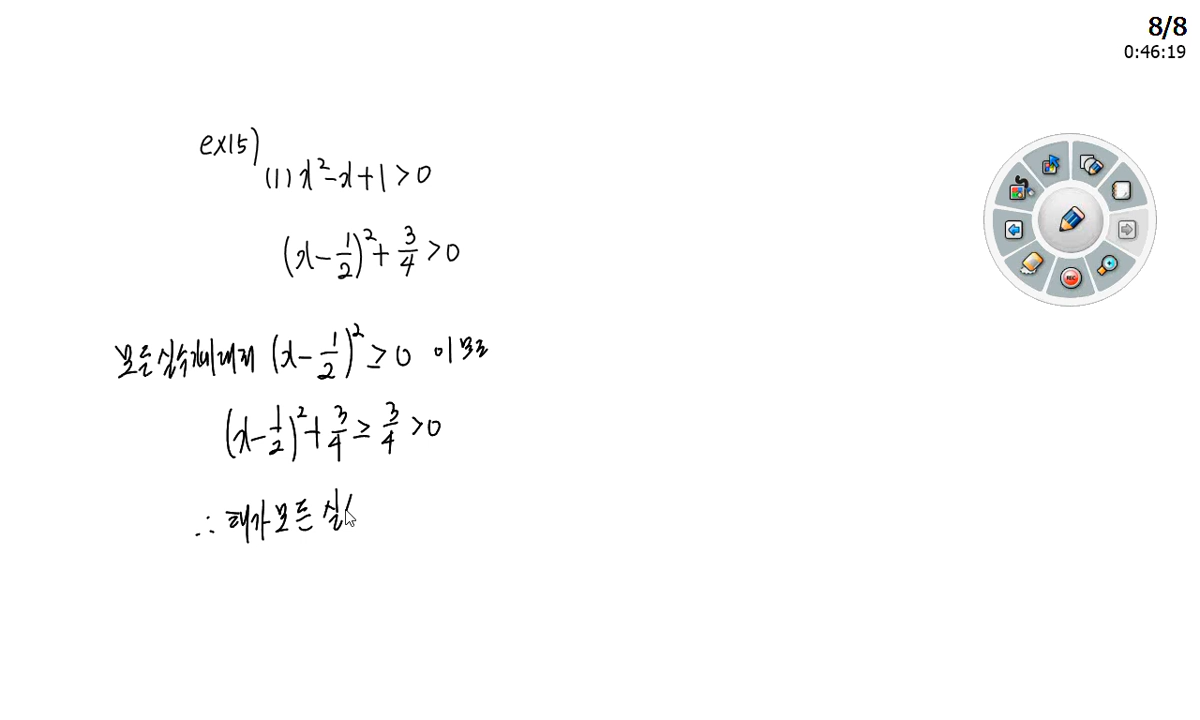 8/8
0:46:19
ex15)
(1) x²-x+1>0
(x-1/2)²+3/4>0
모든 실수 x에 대해 (x-1/2)²≥0 이므로
(x-1/2)²+3/4≥3/4>0
∴ 해가 모든 실
REC